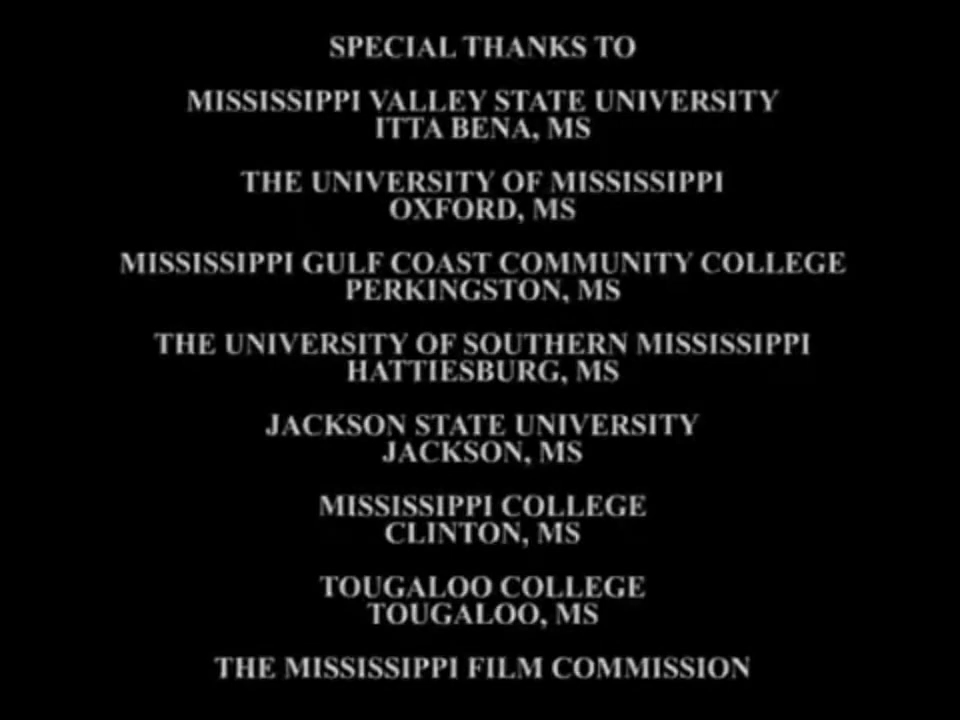 SPECIAL THANKS TO
MISSISSIPPI VALLEY STATE UNIVERSITY
ITTA BENA, MS
THE UNIVERSITY OF MISSISSIPPI
OXFORD, MS
MISSISSIPPI GULF COAST COMMUNITY COLLEGE
PERKINGSTON, MS
THE UNIVERSITY OF SOUTHERN MISSISSIPPI
HATTIESBURG, MS
JACKSON STATE UNIVERSITY
JACKSON, MS
MISSISSIPPI COLLEGE
CLINTON, MS
TOUGALOO COLLEGE
TOUGALOO, MS
THE MISSISSIPPI FILM COMMISSION